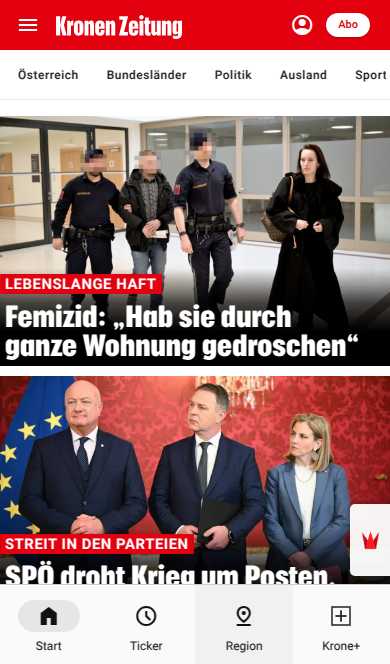 Kronen Zeitung
Abo
Österreich Bundesländer Politik Ausland Sport
LEBENSLANGE HAFT
Femizid: „Hab sie durch
ganze Wohnung gedroschen“
STREIT IN DEN PARTEIEN
SPÖ droht Krieg um Posten,
Start Ticker Region Krone+